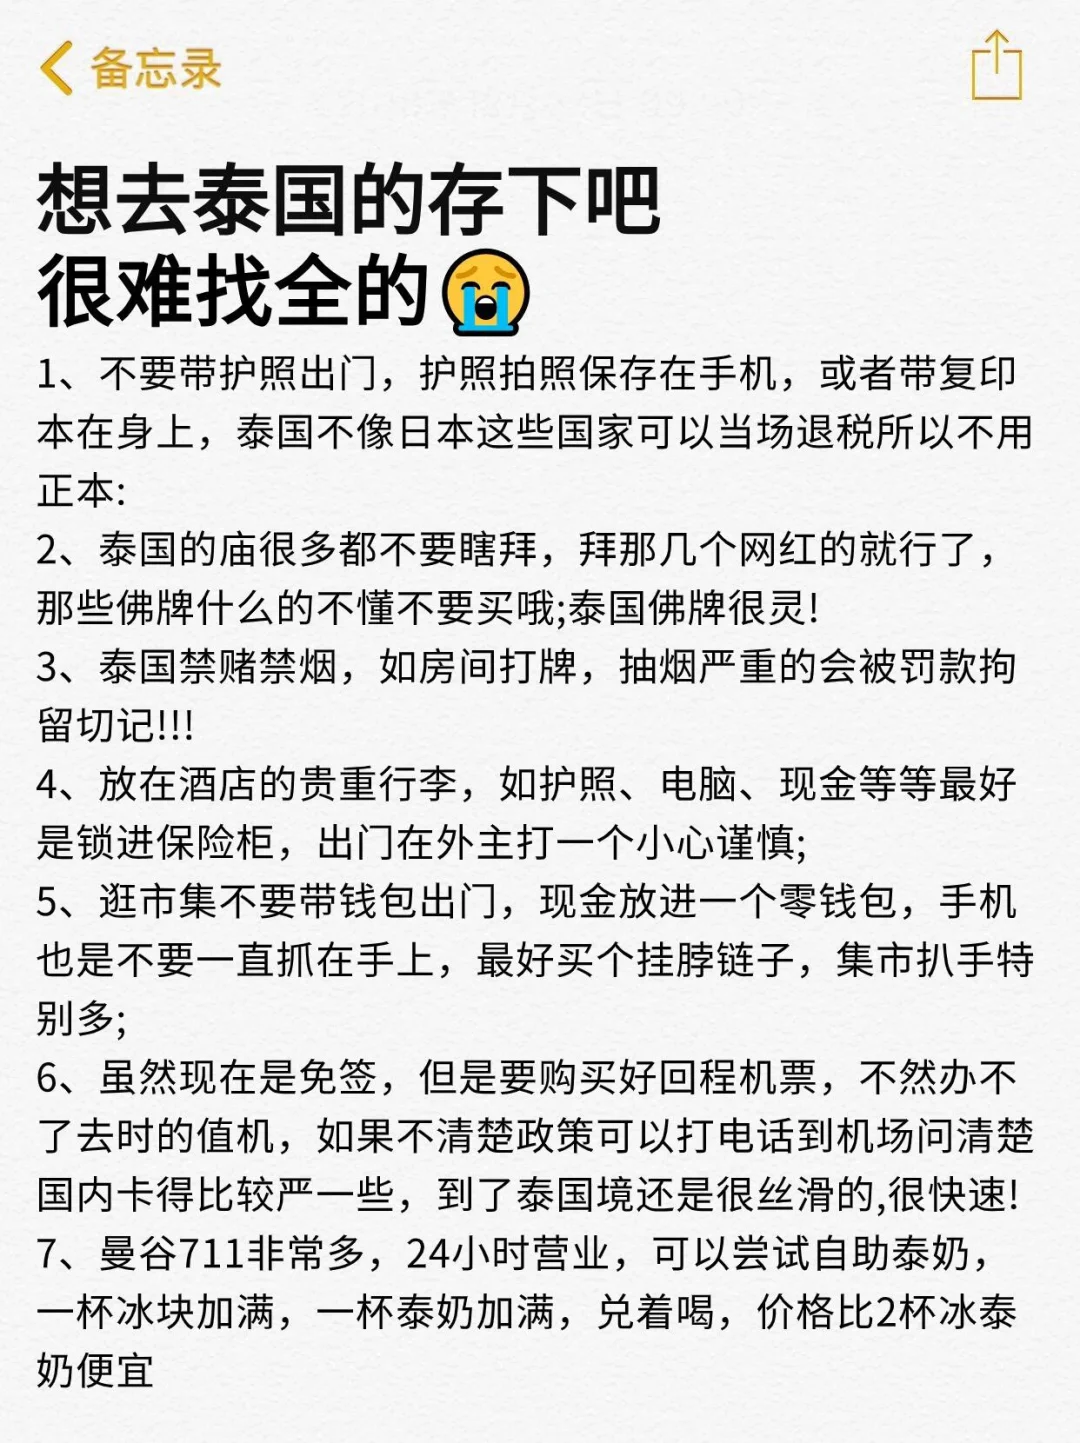 备忘录
想去泰国的存下吧
很难找全的😭
1、不要带护照出门，护照拍照保存在手机，或者带复印
本在身上，泰国不像日本这些国家可以当场退税所以不用
正本:
2、泰国的庙很多都不要瞎拜，拜那几个网红的就行了，
那些佛牌什么的不懂不要买哦;泰国佛牌很灵!
3、泰国禁赌禁烟，如房间打牌，抽烟严重的会被罚款拘
留切记!!!
4、放在酒店的贵重行李，如护照、电脑、现金等等最好
是锁进保险柜，出门在外主打一个小心谨慎;
5、逛市集不要带钱包出门，现金放进一个零钱包，手机
也是不要一直抓在手上，最好买个挂脖链子，集市扒手特
别多;
6、虽然现在是免签，但是要购买好回程机票，不然办不
了去时的值机，如果不清楚政策可以打电话到机场问清楚
国内卡得比较严一些，到了泰国境还是很丝滑的,很快速!
7、曼谷711非常多，24小时营业，可以尝试自助泰奶，
一杯冰块加满，一杯泰奶加满，兑着喝，价格比2杯冰泰
奶便宜